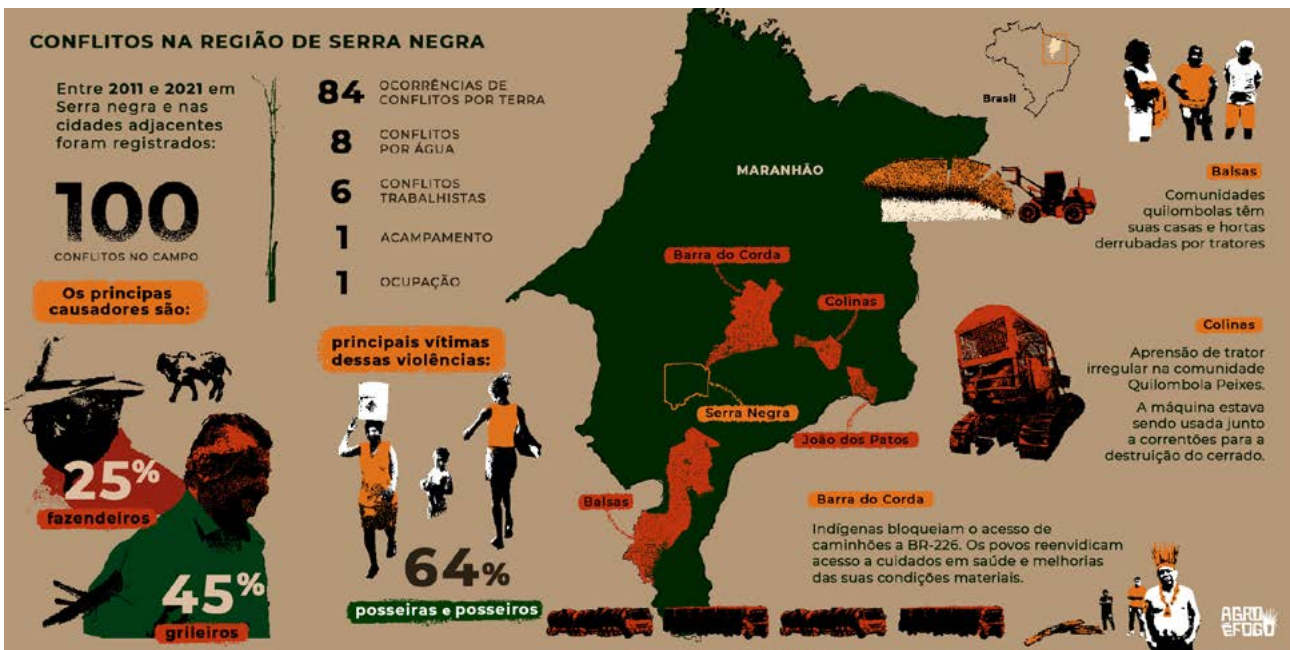 CONFLITOS NA REGIÃO DE SERRA NEGRA
Entre 2011 e 2021 em
Serra negra e nas
cidades adjacentes
foram registrados:
100
CONFLITOS NO CAMPO
84 OCORRÊNCIAS DE
CONFLITOS POR TERRA
8 CONFLITOS
POR ÁGUA
6 CONFLITOS
TRABALHISTAS
1 ACAMPAMENTO
1 OCUPAÇÃO
Os principas
causadores são:
25%
fazendeiros
45%
grileiros
principais vítimas
dessas violências:
64%
posseiras e posseiros
Brasil
MARANHÃO
Barra do Corda
Colinas
Serra Negra
João dos Patos
Balsas
Balsas
Comunidades
quilombolas têm
suas casas e hortas
derrubadas por tratores
Colinas
Aprensão de trator
irregular na comunidade
Quilombola Peixes.
A máquina estava
sendo usada junto
a correntões para a
destruição do cerrado.
Barra do Corda
Indígenas bloqueiam o acesso de
caminhões a BR-226. Os povos reenvidicam
acesso a cuidados em saúde e melhorias
das suas condições materiais.
AGRO
ÉFOGO